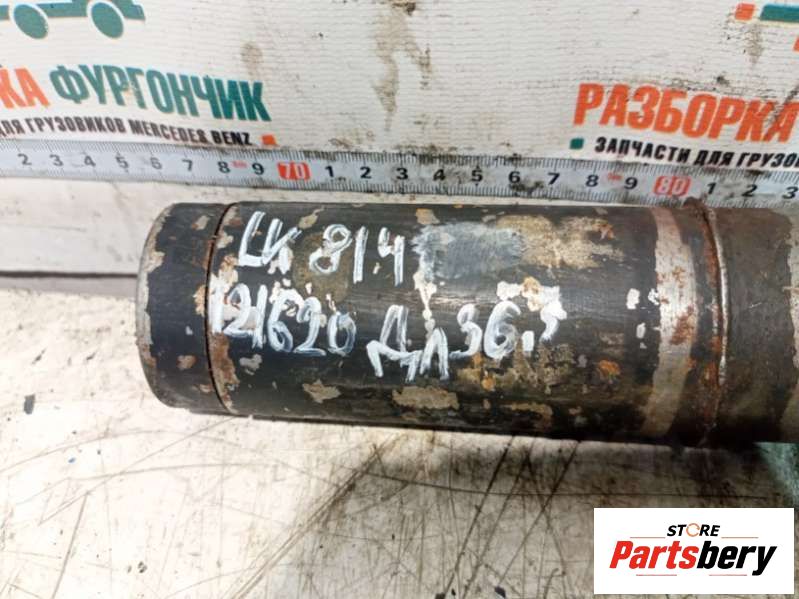 КА ФУРГОНЧИК
ДЛЯ ГРУЗОВИКОВ MERCEDES BENZ
РАЗБОРКА
ЗАПЧАСТИ ДЛЯ ГРУЗОВ
2 3 4 5 6 7 8 9 70 1 2 3 4 5 6 7 8 9 80 1 2 3
LK 814
21620 ДЛ 36.5
STORE
Partsbery